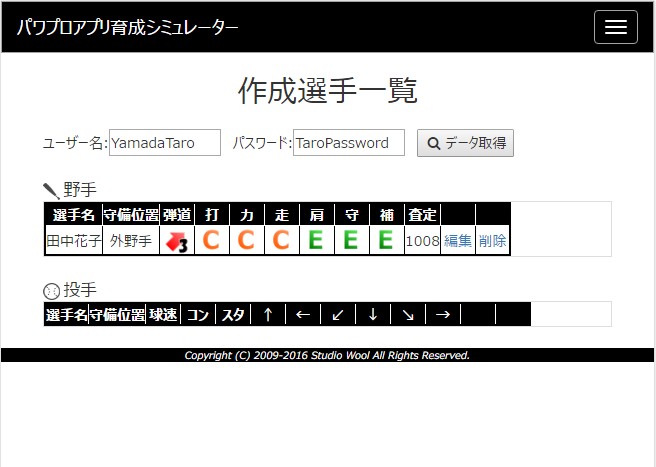 パワプロアプリ育成シミュレーター
作成選手一覧
ユーザー名: YamadaTaro パスワード: TaroPassword データ取得
野手
選手名 守備位置 弾道 打 力 走 肩 守 補 査定
田中花子 外野手 3 C C C E E E 1008 編集 削除
投手
選手名 守備位置 球速 コン スタ ↑ ← ↙ ↓ ↘ →
Copyright (C) 2009-2016 Studio Wool All Rights Reserved.